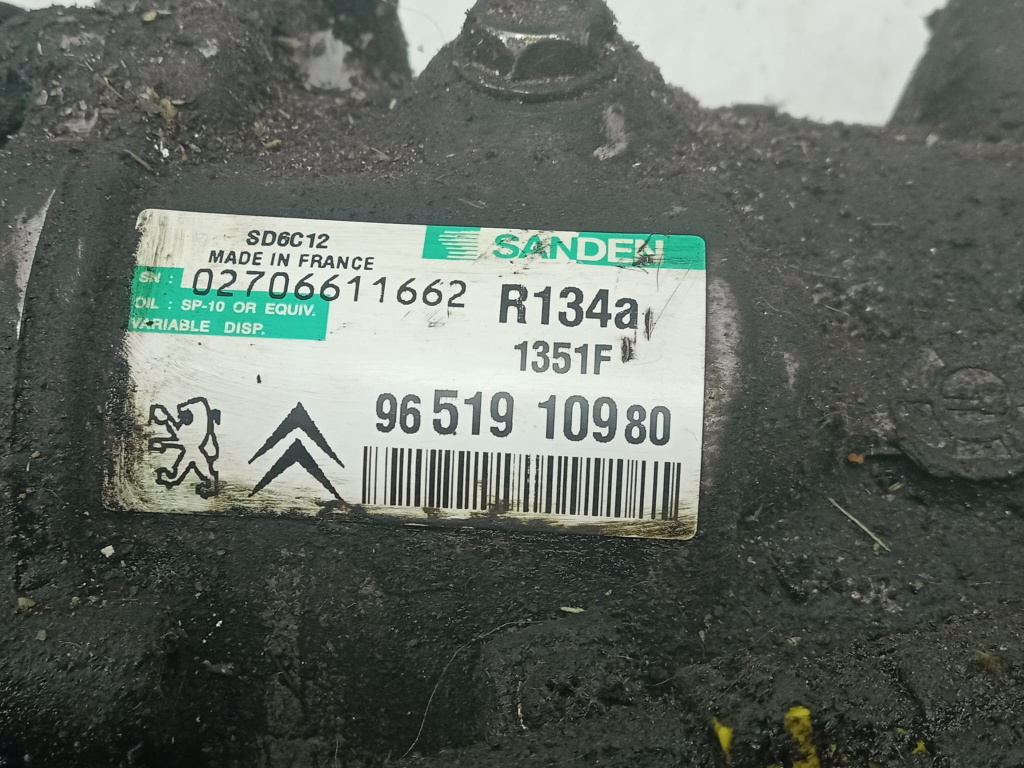 SD6C12
SANDEN
MADE IN FRANCE
SN : 02706611662
R134a
OIL : SP-10 OR EQUIV.
VARIABLE DISP.
1351F
96 519 109 80